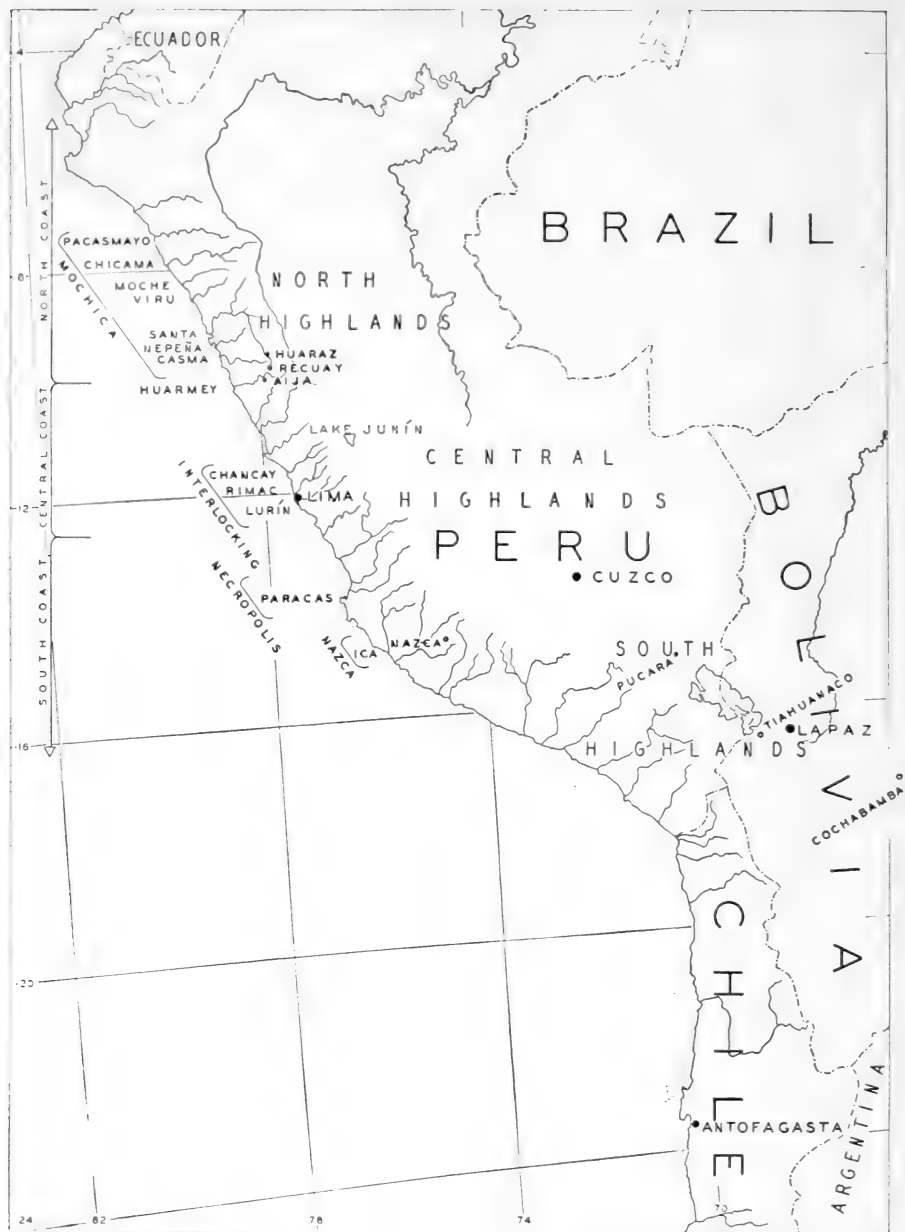 ECUADOR
4
BRAZIL
NORTH COAST
PACASMAYO
CHICAMA
MOCHE
VIRU
MOCHICA
8
NORTH
HIGHLANDS
SANTA
NEPEÑA
CASMA
HUARMEY
HUARAZ
RECUAY
AIJA
CENTRAL COAST
LAKE JUNÍN
CENTRAL
HIGHLANDS
CHANCAY
RIMAC
LURÍN
INTERLOCKING
12
LIMA
PERU
BOLIVIA
CUZCO
SOUTH COAST
PARACAS
NECROPOLIS
NAZCA
ICA
NAZCA
SOUTH
PUCARA
HIGHLANDS
TIAHUANACO
LA PAZ
16
COCHABAMBA
CHILE
20
ANTOFAGASTA
ARGENTINA
24
82
78
74
70